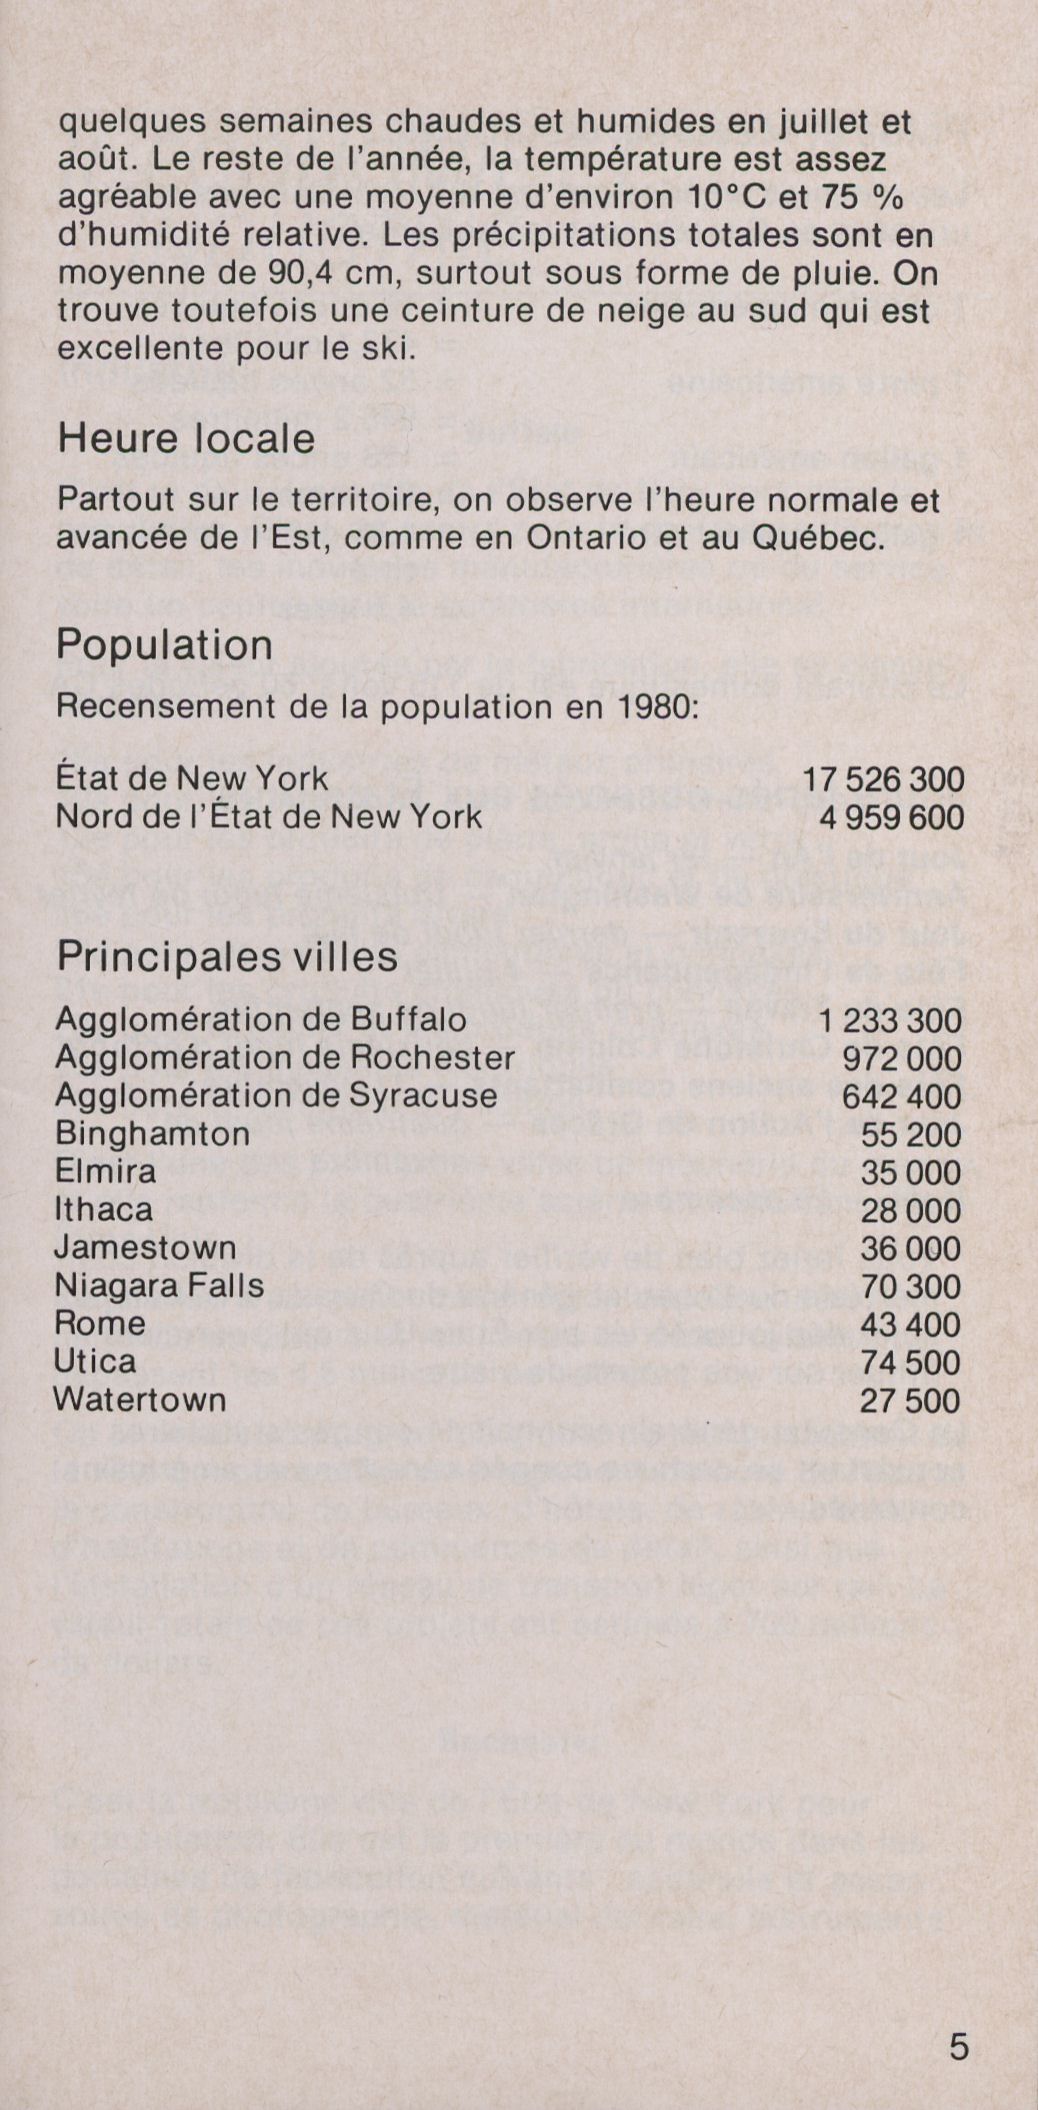 quelques semaines chaudes et humides en juillet et
août. Le reste de l'année, la température est assez
agréable avec une moyenne d'environ 10°C et 75 %
d'humidité relative. Les précipitations totales sont en
moyenne de 90,4 cm, surtout sous forme de pluie. On
trouve toutefois une ceinture de neige au sud qui est
excellente pour le ski.
Heure locale
Partout sur le territoire, on observe l'heure normale et
avancée de l'Est, comme en Ontario et au Québec.
Population
Recensement de la population en 1980:
État de New York 17 526 300
Nord de l'État de New York 4 959 600
Principales villes
Agglomération de Buffalo 1 233 300
Agglomération de Rochester 972 000
Agglomération de Syracuse 642 400
Binghamton 55 200
Elmira 35 000
Ithaca 28 000
Jamestown 36 000
Niagara Falls 70 300
Rome 43 400
Utica 74 500
Watertown 27 500
5